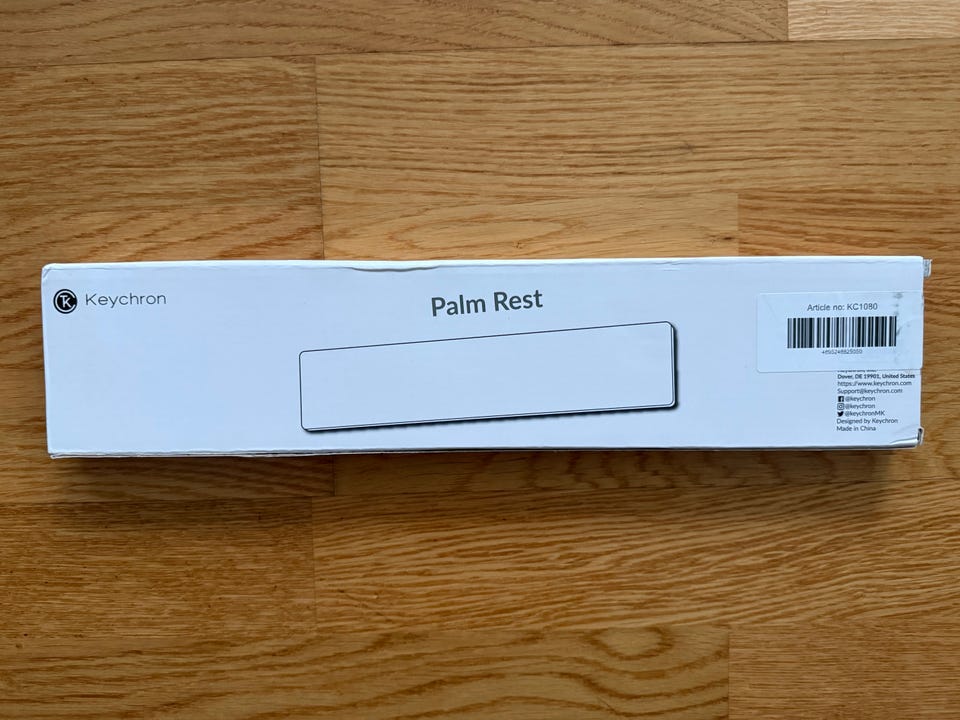 Keychron
Palm Rest
Article no: KC1080
Dover, DE 19901, United States
https://www.keychron.com
Support@keychron.com
@keychron
@keychron
@keychronMK
Designed by Keychron
Made in China